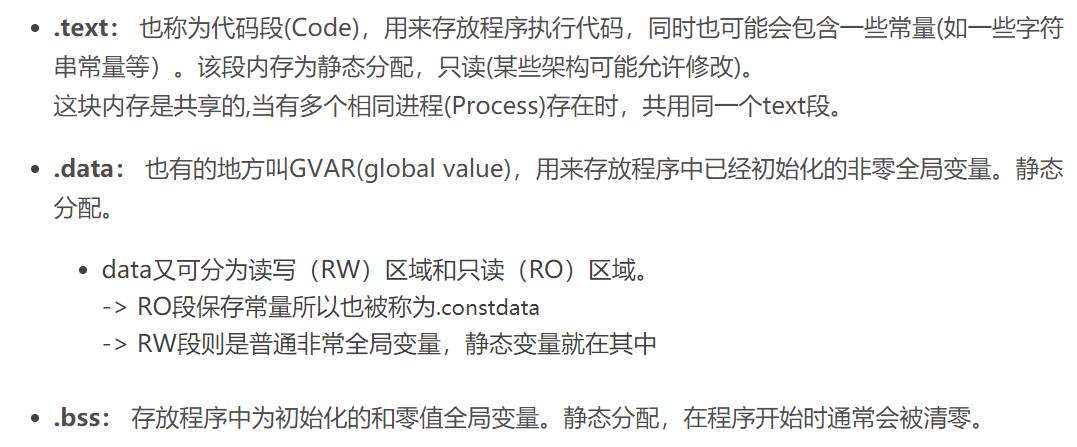 .text： 也称为代码段(Code)，用来存放程序执行代码，同时也可能会包含一些常量(如一些字符
串常量等）。该段内存为静态分配，只读(某些架构可能允许修改)。
这块内存是共享的,当有多个相同进程(Process)存在时，共用同一个text段。
.data： 也有的地方叫GVAR(global value)，用来存放程序中已经初始化的非零全局变量。静态
分配。
data又可分为读写（RW）区域和只读（RO）区域。
-> RO段保存常量所以也被称为.constdata
-> RW段则是普通非常全局变量，静态变量就在其中
.bss： 存放程序中为初始化的和零值全局变量。静态分配，在程序开始时通常会被清零。